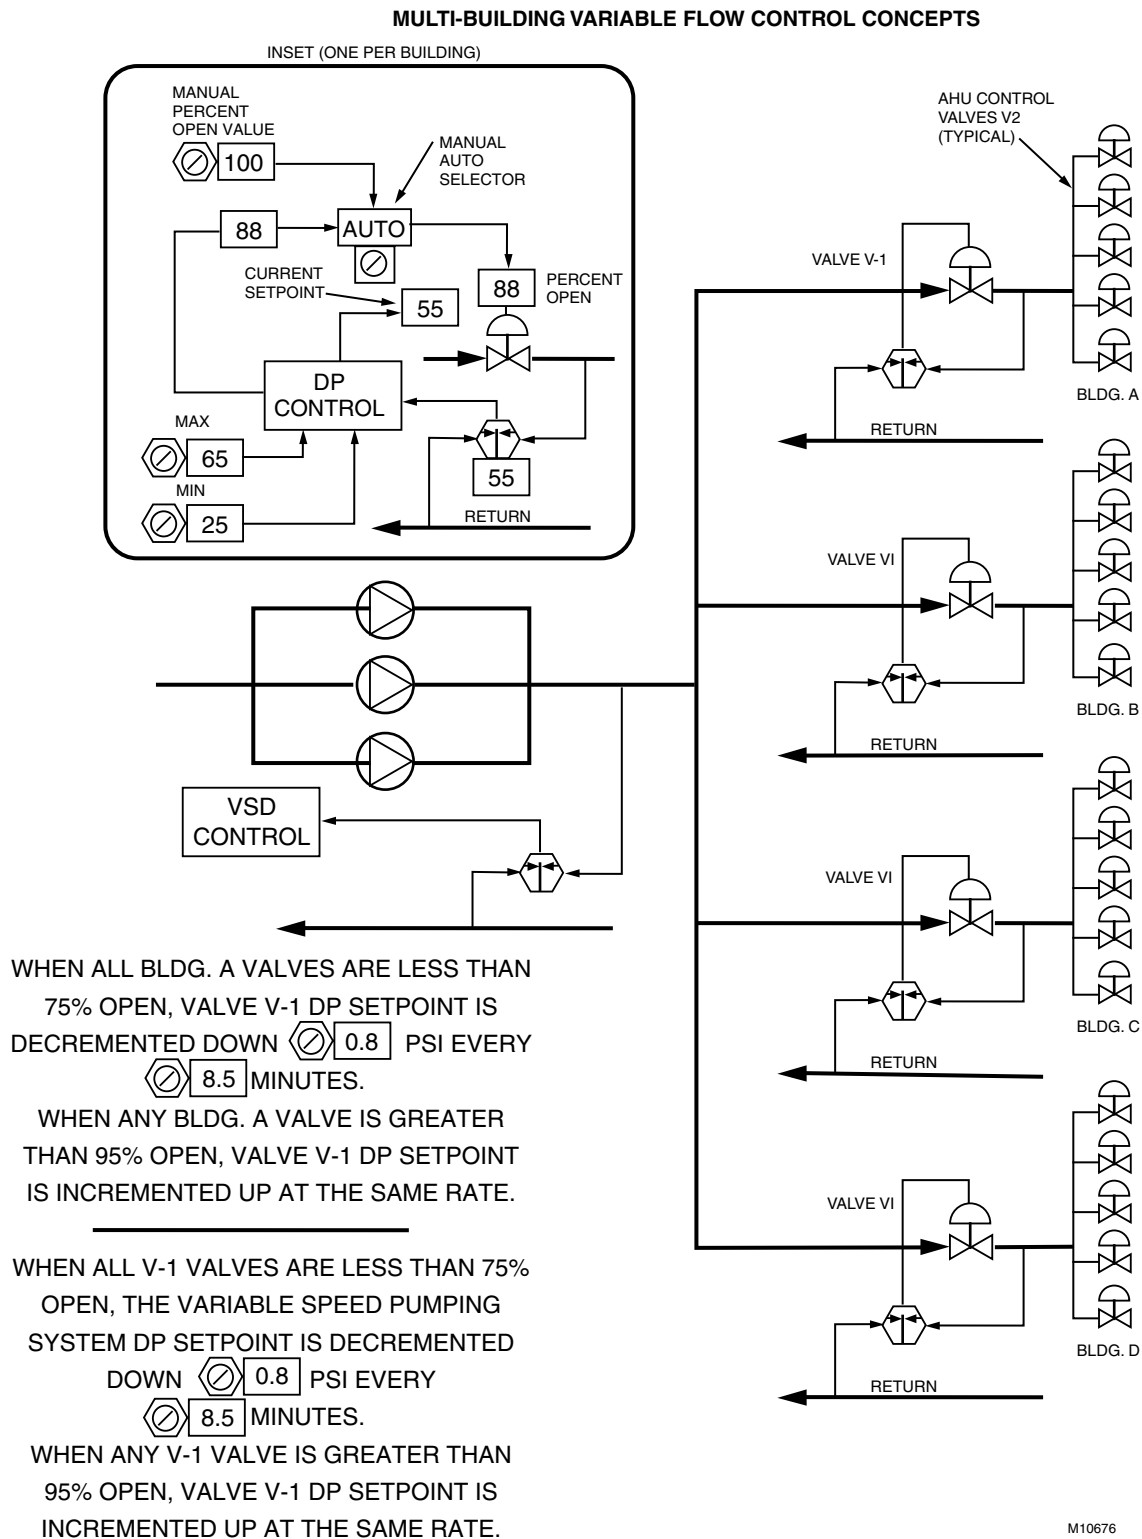 MULTI-BUILDING VARIABLE FLOW CONTROL CONCEPTS
INSET (ONE PER BUILDING)
MANUAL
PERCENT
OPEN VALUE
100
MANUAL
AUTO
SELECTOR
88
AUTO
CURRENT
SETPOINT
55
88
PERCENT
OPEN
DP
CONTROL
MAX
65
MIN
25
55
RETURN
AHU CONTROL
VALVES V2
(TYPICAL)
VALVE V-1
RETURN
BLDG. A
VALVE VI
RETURN
BLDG. B
VSD
CONTROL
VALVE VI
RETURN
BLDG. C
VALVE VI
RETURN
BLDG. D
WHEN ALL BLDG. A VALVES ARE LESS THAN
75% OPEN, VALVE V-1 DP SETPOINT IS
DECREMENTED DOWN 0.8 PSI EVERY
8.5 MINUTES.
WHEN ANY BLDG. A VALVE IS GREATER
THAN 95% OPEN, VALVE V-1 DP SETPOINT
IS INCREMENTED UP AT THE SAME RATE.
WHEN ALL V-1 VALVES ARE LESS THAN 75%
OPEN, THE VARIABLE SPEED PUMPING
SYSTEM DP SETPOINT IS DECREMENTED
DOWN 0.8 PSI EVERY
8.5 MINUTES.
WHEN ANY V-1 VALVE IS GREATER THAN
95% OPEN, VALVE V-1 DP SETPOINT IS
INCREMENTED UP AT THE SAME RATE.
M10676